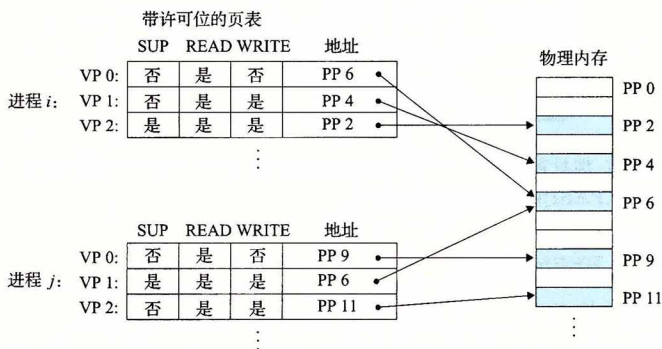 带许可位的页表
SUP READ WRITE 地址
进程 i:
VP 0: 否 是 否 PP 6
VP 1: 否 是 是 PP 4
VP 2: 是 是 是 PP 2
⋮
SUP READ WRITE 地址
进程 j:
VP 0: 否 是 否 PP 9
VP 1: 是 是 是 PP 6
VP 2: 否 是 是 PP 11
⋮
物理内存
PP 0
PP 2
PP 4
PP 6
PP 9
PP 11
⋮